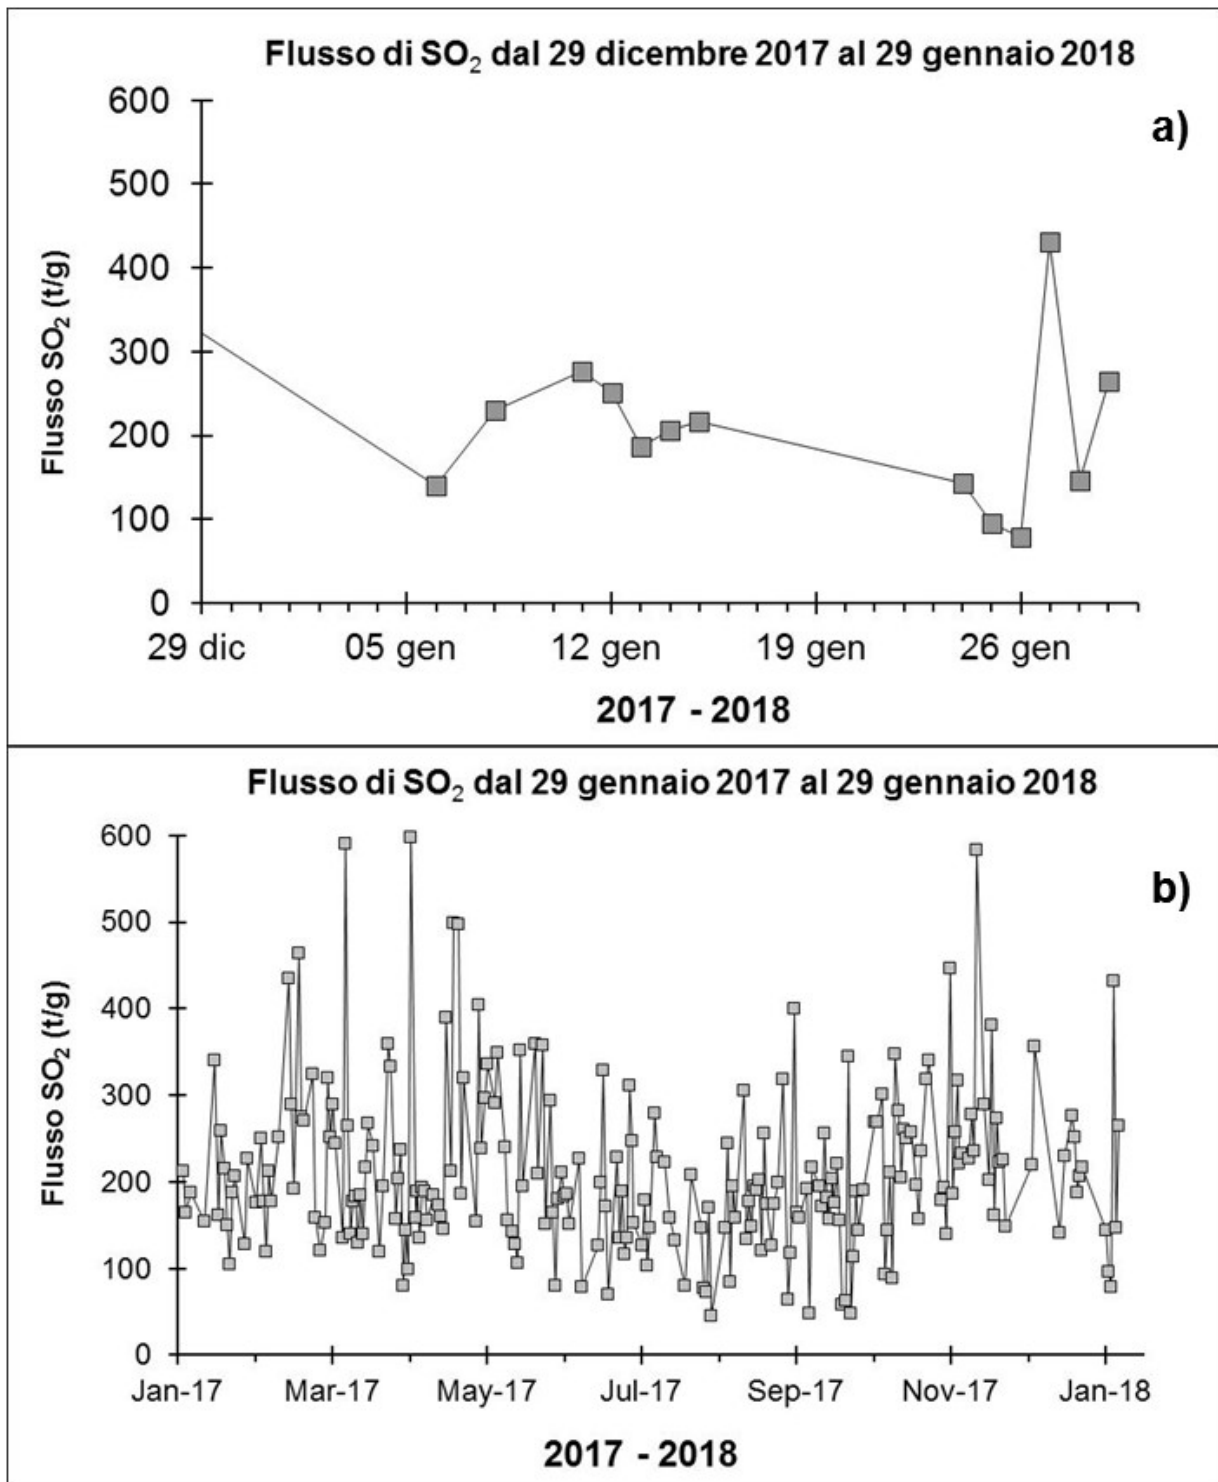 Flusso di SO₂ dal 29 dicembre 2017 al 29 gennaio 2018
a)
Flusso SO₂ (t/g)
600
500
400
300
200
100
0
29 dic 05 gen 12 gen 19 gen 26 gen
2017 - 2018
Flusso di SO₂ dal 29 gennaio 2017 al 29 gennaio 2018
b)
Flusso SO₂ (t/g)
600
500
400
300
200
100
0
Jan-17 Mar-17 May-17 Jul-17 Sep-17 Nov-17 Jan-18
2017 - 2018